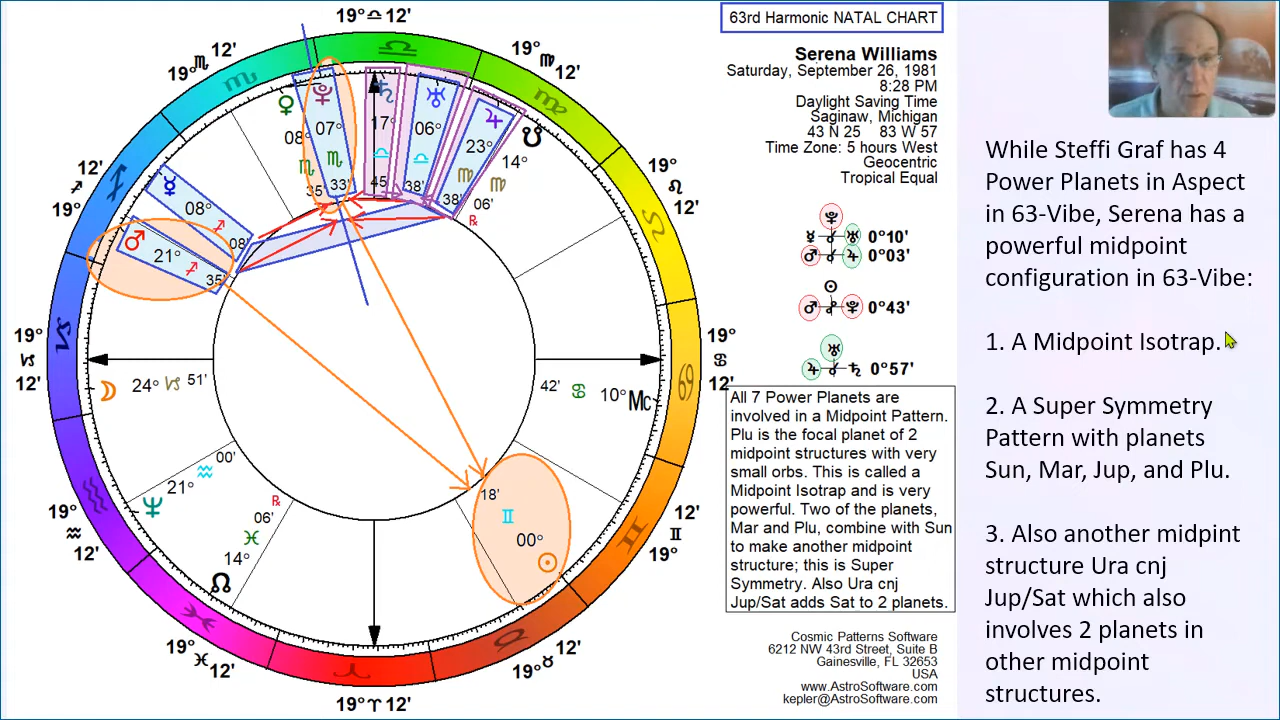 63rd Harmonic NATAL CHART
Serena Williams
Saturday, September 26, 1981
8:28 PM
Daylight Saving Time
Saginaw, Michigan
43 N 25 83 W 57
Time Zone: 5 hours West
Geocentric
Tropical Equal
19° ♎ 12'
19° ♏ 12'
19° ♍ 12'
12' ♐ 19°
19° ♌ 12'
19° ♑ 12'
19° ♋ 12'
19° ♒ 12'
19° ♊ 12'
19° ♓ 12'
19° ♉ 12'
19° ♈ 12'
♀ 08° ♏ 35'
♇ 07° ♏ 33'
♄ 17° ♎ 45'
♅ 06° ♎ 38'
♃ 23° ♍ 38'
☋ 14° ♍ 06' ℞
☿ 08° ♐ 08'
♂ 21° ♐ 35'
☽ 24° ♑ 51'
42' ♋ 10° Mc
♆ 21° ♒ 00'
☊ 14° ♓ 06' ℞
18' ♊ 00° ☉
♇
☿ ♅ 0°10'
♂ ♃ 0°03'
☉
♂ ♇ 0°43'
♅
♃ ♄ 0°57'
All 7 Power Planets are
involved in a Midpoint Pattern.
Plu is the focal planet of 2
midpoint structures with very
small orbs. This is called a
Midpoint Isotrap and is very
powerful. Two of the planets,
Mar and Plu, combine with Sun
to make another midpoint
structure; this is Super
Symmetry. Also Ura cnj
Jup/Sat adds Sat to 2 planets.
Cosmic Patterns Software
6212 NW 43rd Street, Suite B
Gainesville, FL 32653
USA
www.AstroSoftware.com
kepler@AstroSoftware.com
While Steffi Graf has 4
Power Planets in Aspect
in 63-Vibe, Serena has a
powerful midpoint
configuration in 63-Vibe:
1. A Midpoint Isotrap.
2. A Super Symmetry
Pattern with planets
Sun, Mar, Jup, and Plu.
3. Also another midpint
structure Ura cnj
Jup/Sat which also
involves 2 planets in
other midpoint
structures.